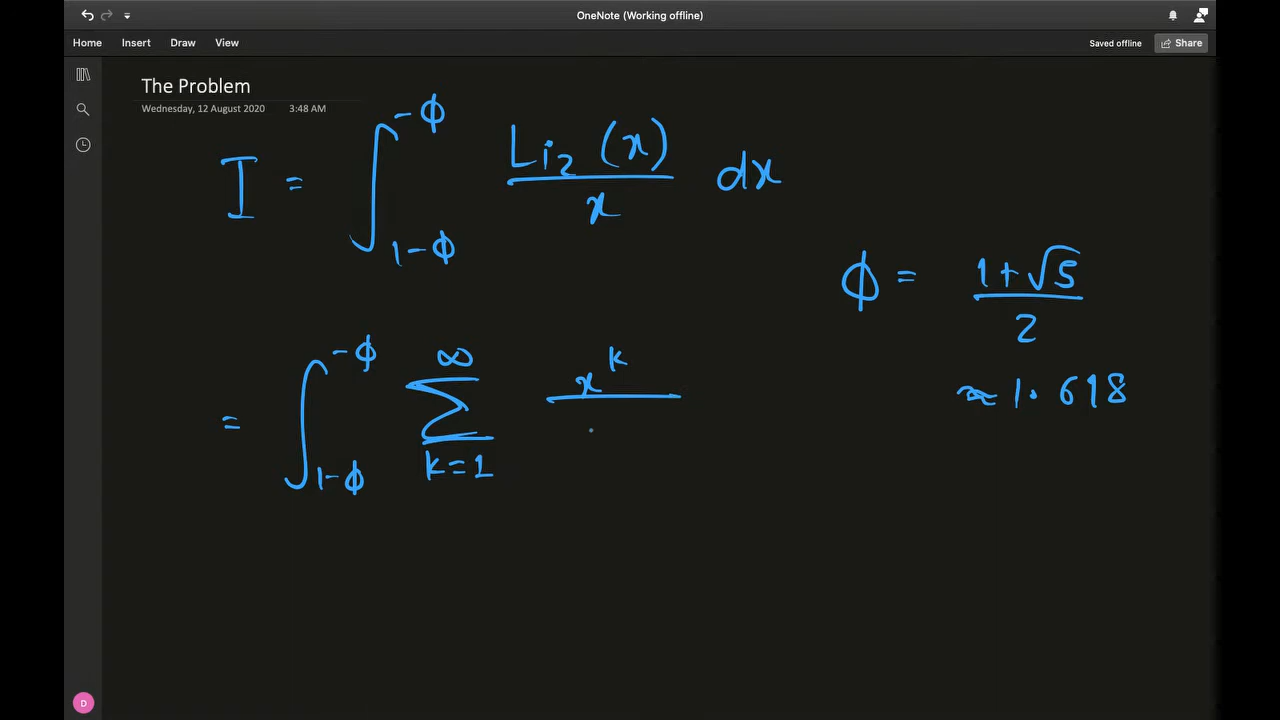 OneNote (Working offline)
Home Insert Draw View
Saved offline Share
The Problem
Wednesday, 12 August 2020 3:48 AM
I = ∫_{1-ϕ}^{-ϕ} Li₂(x)/x dx
ϕ = (1+√5)/2
≈ 1.618
= ∫_{1-ϕ}^{-ϕ} ∑_{k=1}^{∞} x^k/
D